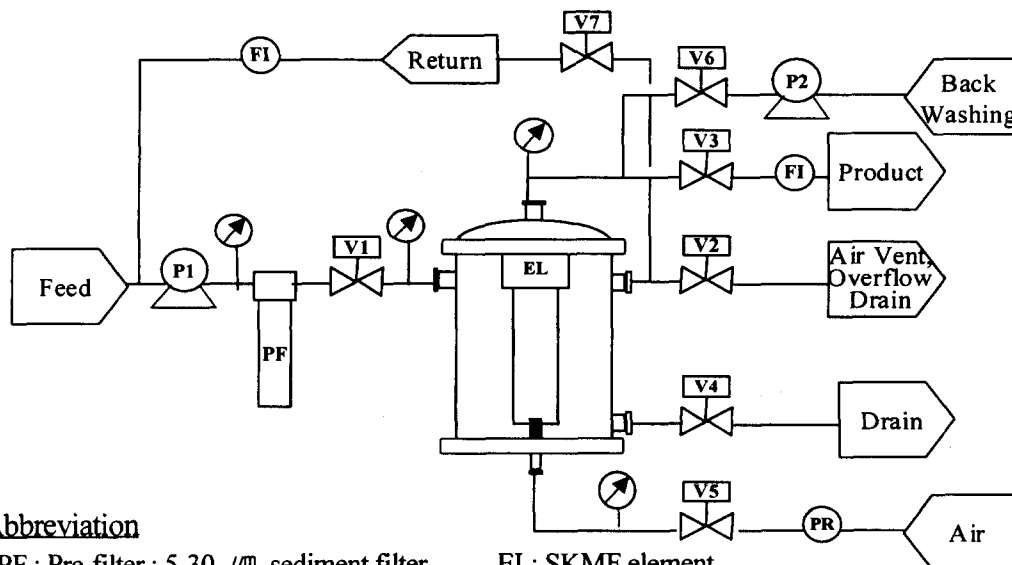 V7
FI
Return
V6
P2
Back
Washing
V3
FI
Product
V1
P1
Feed
EL
V2
Air Vent,
Overflow
Drain
PF
V4
Drain
V5
PR
Air
Abbreviation
PF : Pre-filter : 5-30 ㎛ sediment filter
EL : SKMF element